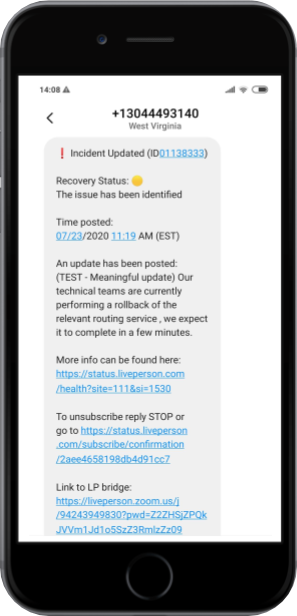 14:08
+13044493140
West Virginia
❗ Incident Updated (ID01138333)
Recovery Status: 🟡
The issue has been identified
Time posted:
07/23/2020 11:19 AM (EST)
An update has been posted:
(TEST - Meaningful update) Our
technical teams are currently
performing a rollback of the
relevant routing service , we expect
it to complete in a few minutes.
More info can be found here:
https://status.liveperson.com
/health?site=111&si=1530
To unsubscribe reply STOP or
go to https://status.liveperson
.com/subscribe/confirmation
/2aee4658198db4d91cc7
Link to LP bridge:
https://liveperson.zoom.us/j
/94243949830?pwd=Z2ZHSjZPQk
JVVm1Jd1o5SzZ3RmlzZz09